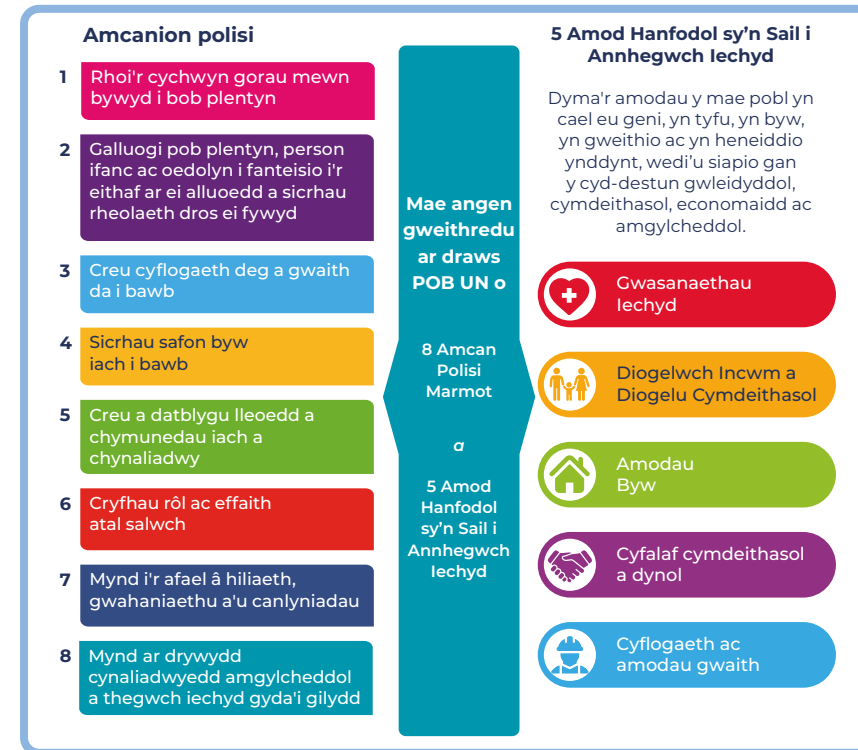 Amcanion polisi
1
Rhoi'r cychwyn gorau mewn
bywyd i bob plentyn
2
Galluogi pob plentyn, person
ifanc ac oedolyn i fanteisio i'r
eithaf ar ei alluoedd a sicrhau
rheolaeth dros ei fywyd
3
Creu cyflogaeth deg a gwaith
da i bawb
4
Sicrhau safon byw
iach i bawb
5
Creu a datblygu lleoedd a
chymunedau iach a
chynaliadwy
6
Cryfhau rôl ac effaith
atal salwch
7
Mynd i'r afael â hiliaeth,
gwahaniaethu a'u canlyniadau
8
Mynd ar drywydd
cynaliadwyedd amgylcheddol
a thegwch iechyd gyda'i gilydd
Mae angen
gweithredu
ar draws
POB UN o
8 Amcan
Polisi
Marmot
a
5 Amod
Hanfodol
sy'n Sail i
Annhegwch
Iechyd
5 Amod Hanfodol sy'n Sail i
Annhegwch Iechyd
Dyma'r amodau y mae pobl yn
cael eu geni, yn tyfu, yn byw,
yn gweithio ac yn heneiddio
ynddynt, wedi'u siapio gan
y cyd-destun gwleidyddol,
cymdeithasol, economaidd ac
amgylcheddol.
Gwasanaethau
Iechyd
Diogelwch Incwm a
Diogelu Cymdeithasol
Amodau
Byw
Cyfalaf cymdeithasol
a dynol
Cyflogaeth ac
amodau gwaith